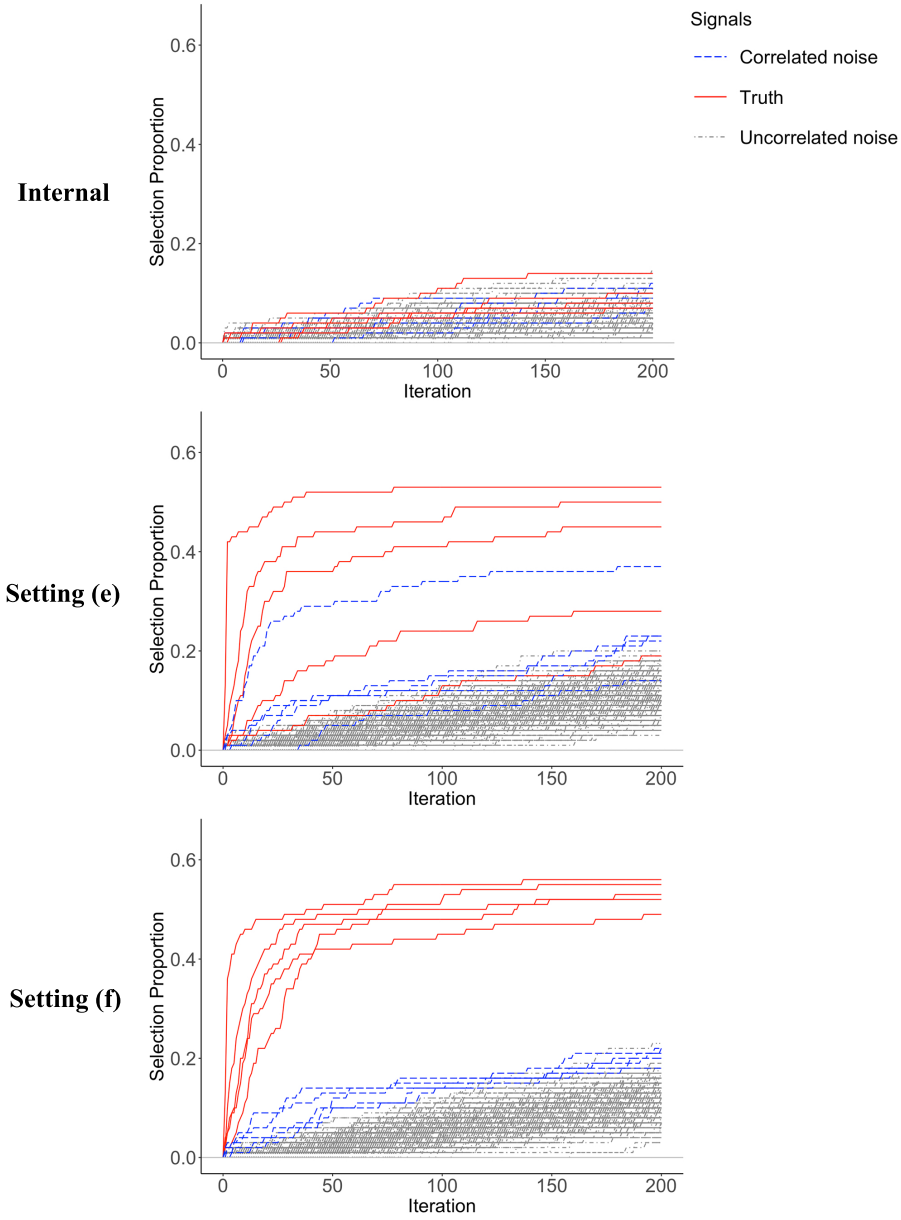 Signals
Correlated noise
Truth
Uncorrelated noise
Internal
Selection Proportion
0.6
0.4
0.2
0.0
0 50 100 150 200
Iteration
Setting (e)
Selection Proportion
0.6
0.4
0.2
0.0
0 50 100 150 200
Iteration
Setting (f)
Selection Proportion
0.6
0.4
0.2
0.0
0 50 100 150 200
Iteration